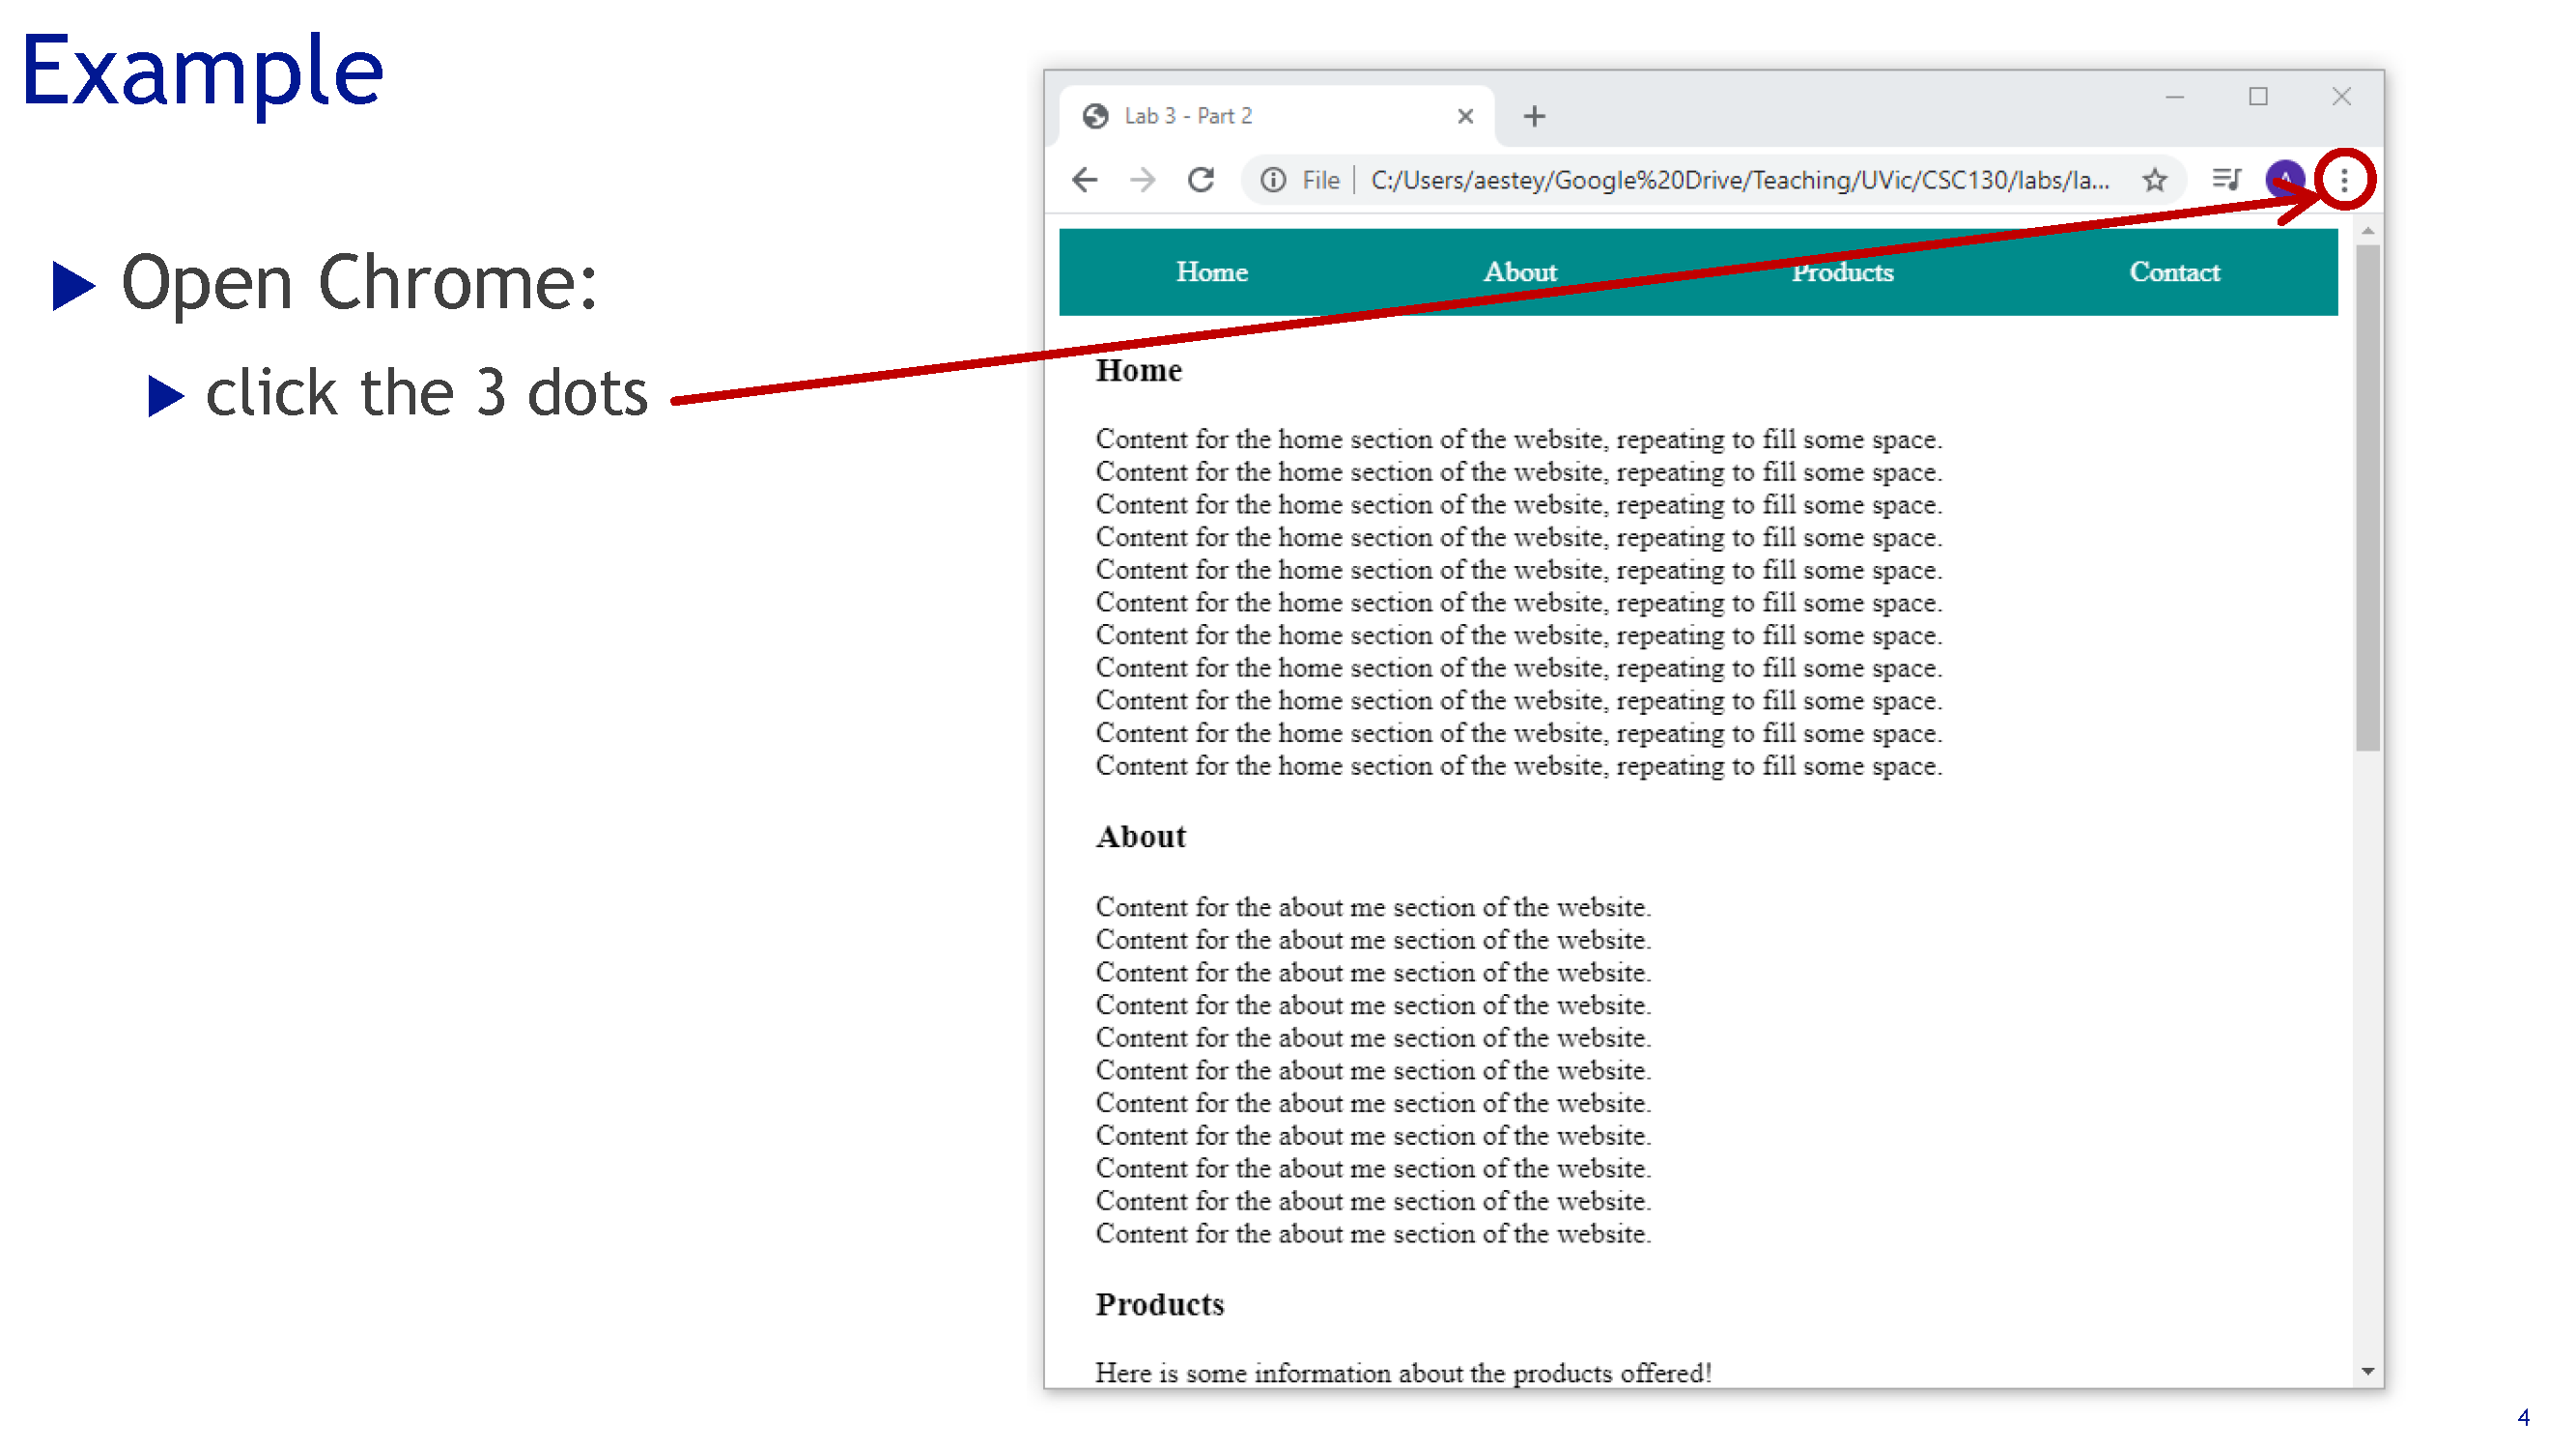 Example
Open Chrome:
click the 3 dots
Lab 3 - Part 2
File C:/Users/aestey/Google%20Drive/Teaching/UVic/CSC130/labs/la...
Home About Products Contact
Home
Content for the home section of the website, repeating to fill some space.
Content for the home section of the website, repeating to fill some space.
Content for the home section of the website, repeating to fill some space.
Content for the home section of the website, repeating to fill some space.
Content for the home section of the website, repeating to fill some space.
Content for the home section of the website, repeating to fill some space.
Content for the home section of the website, repeating to fill some space.
Content for the home section of the website, repeating to fill some space.
Content for the home section of the website, repeating to fill some space.
Content for the home section of the website, repeating to fill some space.
Content for the home section of the website, repeating to fill some space.
About
Content for the about me section of the website.
Content for the about me section of the website.
Content for the about me section of the website.
Content for the about me section of the website.
Content for the about me section of the website.
Content for the about me section of the website.
Content for the about me section of the website.
Content for the about me section of the website.
Content for the about me section of the website.
Content for the about me section of the website.
Content for the about me section of the website.
Products
Here is some information about the products offered!
4